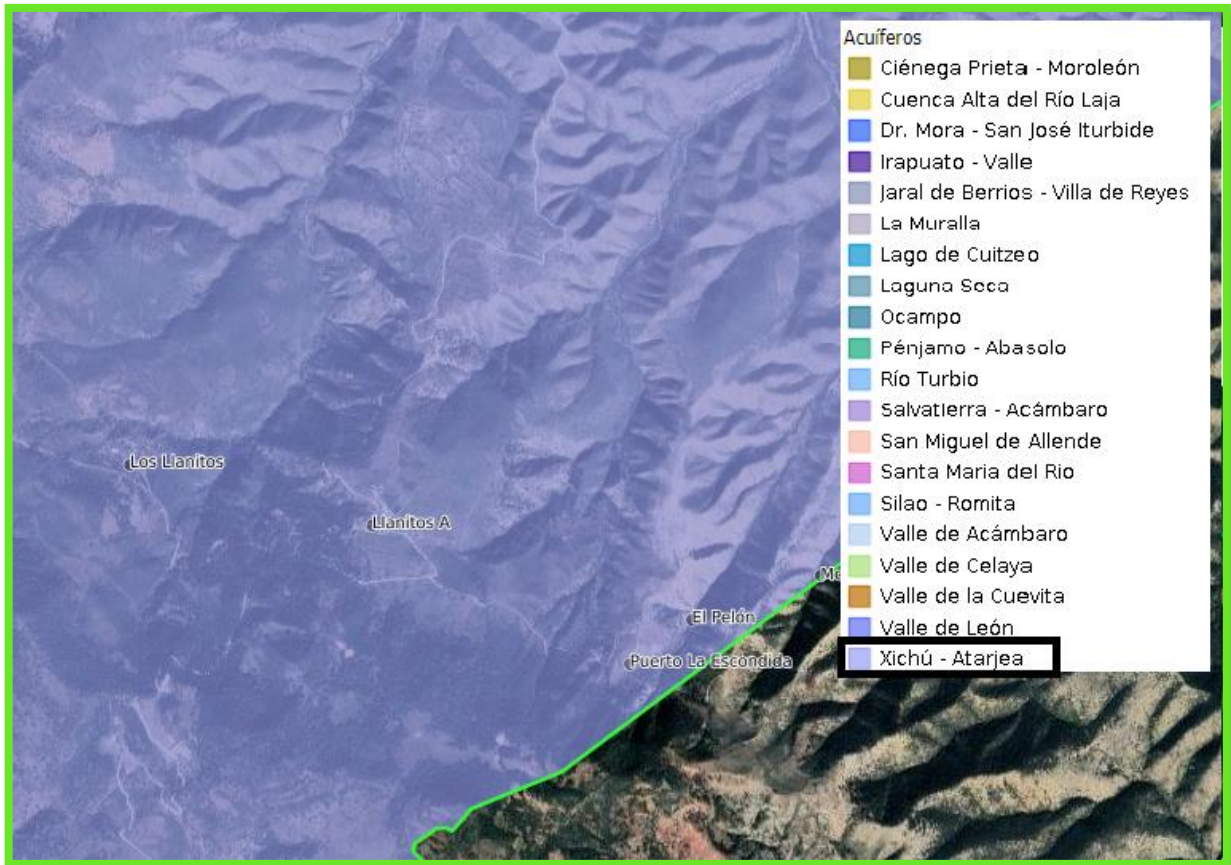 Acuíferos
Ciénega Prieta - Moroleón
Cuenca Alta del Río Laja
Dr. Mora - San José Iturbide
Irapuato - Valle
Jaral de Berrios - Villa de Reyes
La Muralla
Lago de Cuitzeo
Laguna Seca
Ocampo
Pénjamo - Abasolo
Río Turbio
Salvatierra - Acámbaro
San Miguel de Allende
Santa Maria del Rio
Silao - Romita
Valle de Acámbaro
Valle de Celaya
Valle de la Cuevita
Valle de León
Xichú - Atarjea
Los Llanitos
Llanitos A
El Pelón
Puerto La Escondida